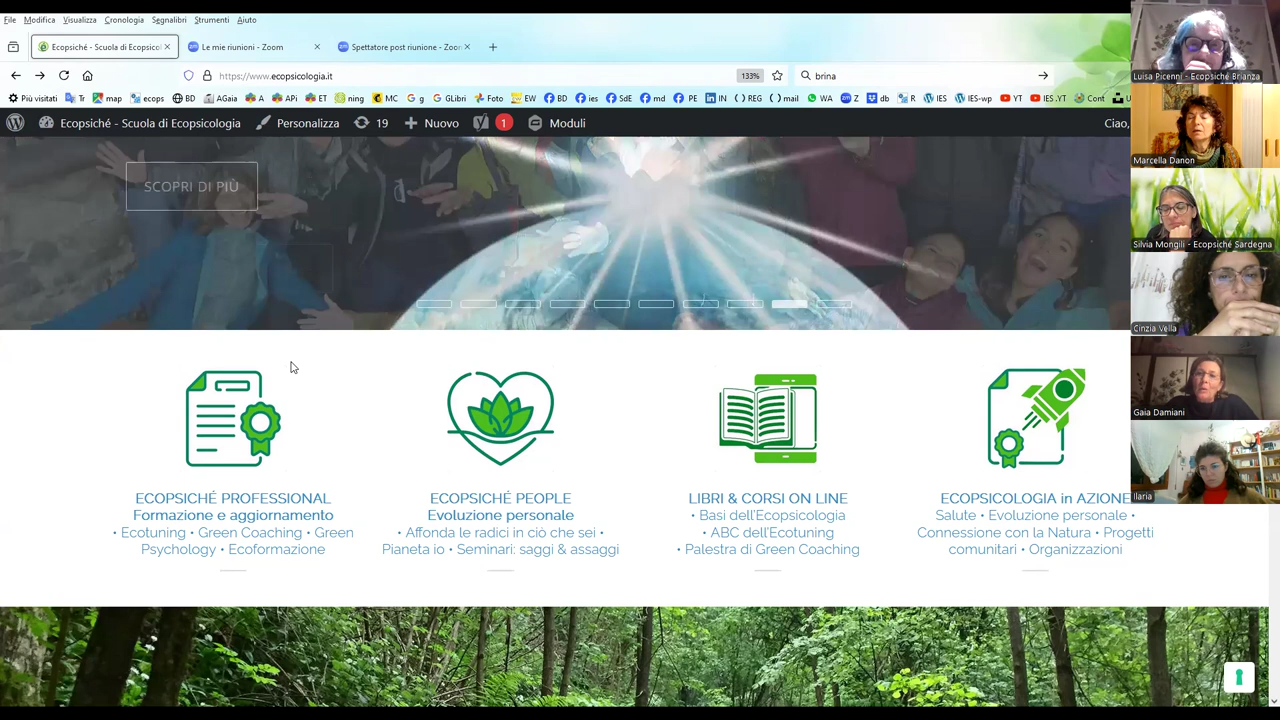 File Modifica Visualizza Cronologia Segnalibri Strumenti Aiuto
Ecopsiché - Scuola di Ecopsicol
Le mie riunioni - Zoom
Spettatore post riunione - Zoom
https://www.ecopsicologia.it
133%
brina
Più visitati Tr map ecops BD AGaia A APi ET ning MC G g GLibri Foto EW BD ies SdE md PE IN REG mail WA Z db R IES IES-wp YT IES .YT Cont U
Ecopsiché - Scuola di Ecopsicologia Personalizza 19 Nuovo 1 Moduli Ciao,
SCOPRI DI PIÙ
ECOPSICHÉ PROFESSIONAL
Formazione e aggiornamento
• Ecotuning • Green Coaching • Green
Psychology • Ecoformazione
ECOPSICHÉ PEOPLE
Evoluzione personale
• Affonda le radici in ciò che sei •
Pianeta io • Seminari: saggi & assaggi
LIBRI & CORSI ON LINE
• Basi dell'Ecopsicologia
• ABC dell'Ecotuning
• Palestra di Green Coaching
ECOPSICOLOGIA in AZIONE
Salute • Evoluzione personale •
Connessione con la Natura • Progetti
comunitari • Organizzazioni
Luisa Picenni - Ecopsiché Brianza
Marcella Danon
Silvia Mongili - Ecopsiché Sardegna
Cinzia Vella
Gaia Damiani
Ilaria